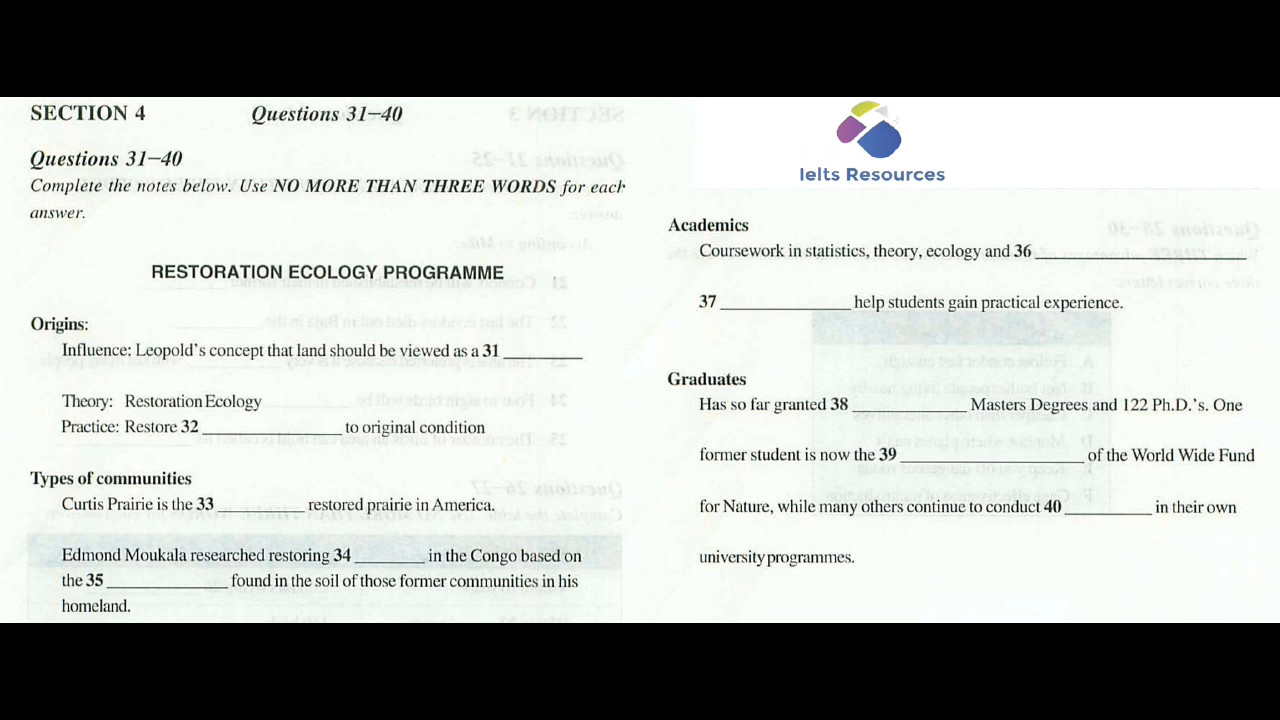 SECTION 4 Questions 31–40
Questions 31–40
Complete the notes below. Use NO MORE THAN THREE WORDS for each
answer.
RESTORATION ECOLOGY PROGRAMME
Origins:
Influence: Leopold's concept that land should be viewed as a 31 ________
Theory: Restoration Ecology
Practice: Restore 32 ______________ to original condition
Types of communities
Curtis Prairie is the 33 _________ restored prairie in America.
Edmond Moukala researched restoring 34 _______ in the Congo based on
the 35 ____________ found in the soil of those former communities in his
homeland.
Ielts Resources
Academics
Coursework in statistics, theory, ecology and 36 ____________________
37 _____________ help students gain practical experience.
Graduates
Has so far granted 38 ____________ Masters Degrees and 122 Ph.D.'s. One
former student is now the 39 __________________ of the World Wide Fund
for Nature, while many others continue to conduct 40 _________ in their own
university programmes.